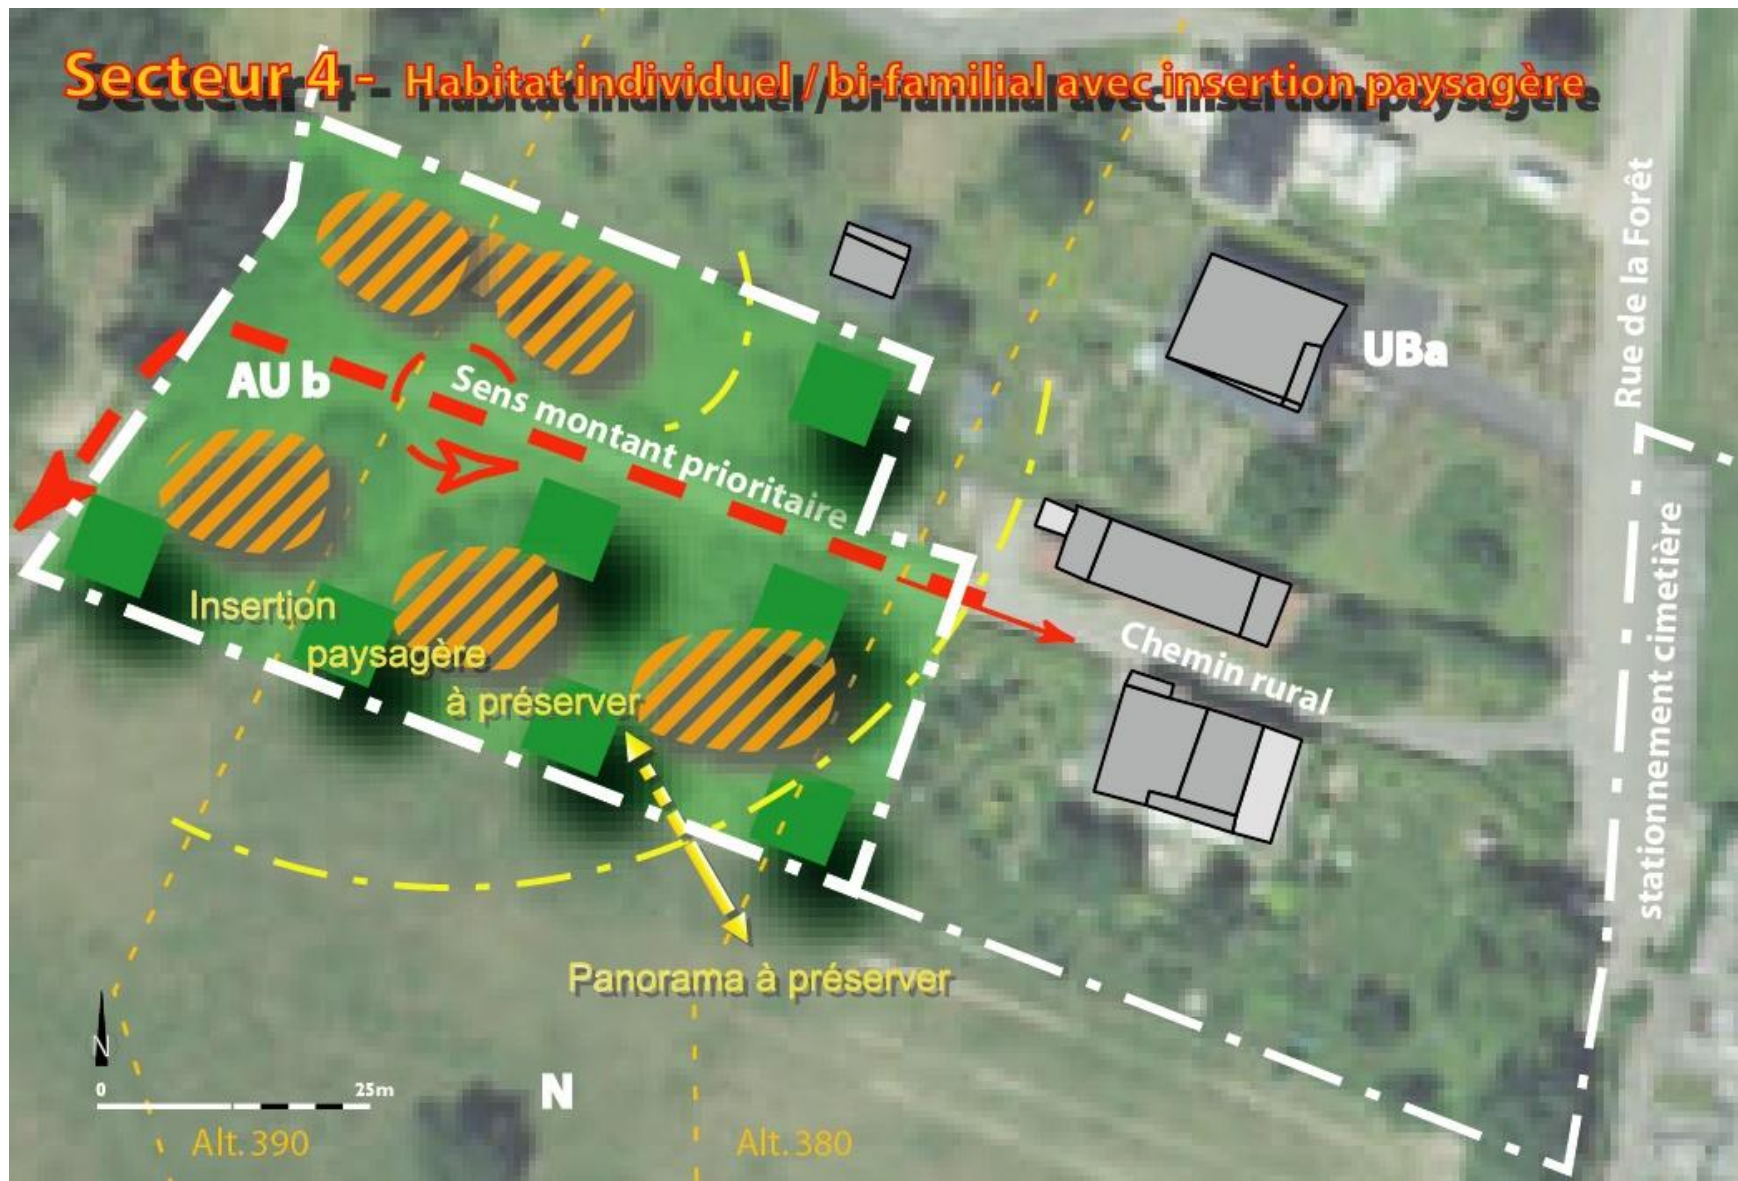 Secteur 4 - Habitat individuel / bi-familial avec insertion paysagère
Rue de la Forêt
UBa
AU b
Sens montant prioritaire
stationnement cimetière
Insertion
paysagère
à préserver
Chemin rural
Panorama à préserver
N
0 25m
N
Alt. 390
Alt. 380